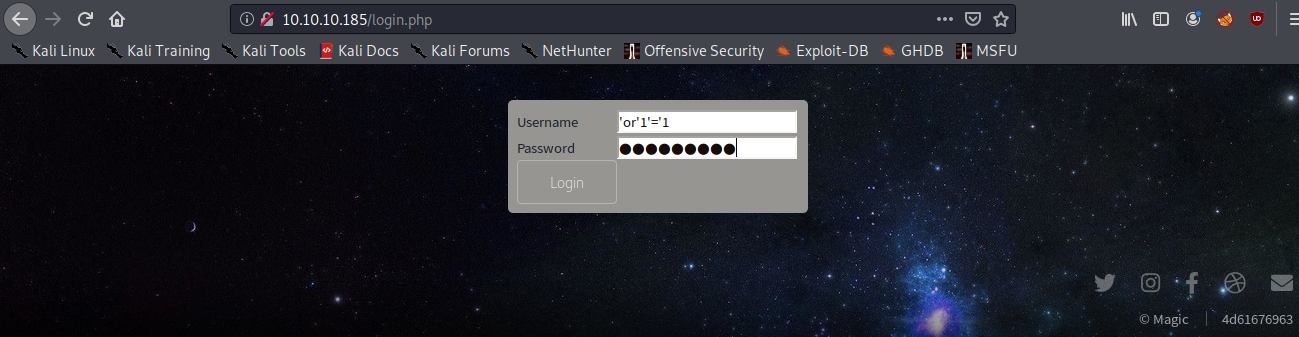 10.10.10.185/login.php
Kali Linux Kali Training Kali Tools Kali Docs Kali Forums NetHunter Offensive Security Exploit-DB GHDB MSFU
Username 'or'1'='1
Password ●●●●●●●●●
Login
© Magic | 4d61676963